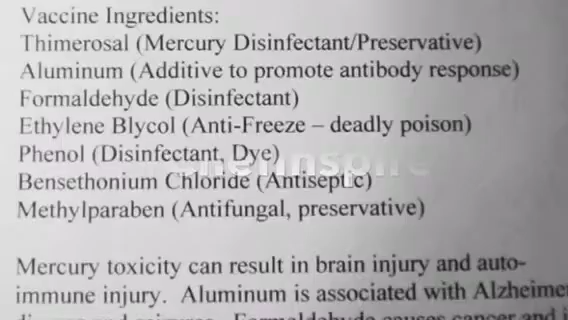 Vaccine Ingredients:
Thimerosal (Mercury Disinfectant/Preservative)
Aluminum (Additive to promote antibody response)
Formaldehyde (Disinfectant)
Ethylene Blycol (Anti-Freeze – deadly poison)
Phenol (Disinfectant, Dye)
Bensethonium Chloride (Antiseptic)
Methylparaben (Antifungal, preservative)
Mercury toxicity can result in brain injury and auto-
immune injury. Aluminum is associated with Alzheimer